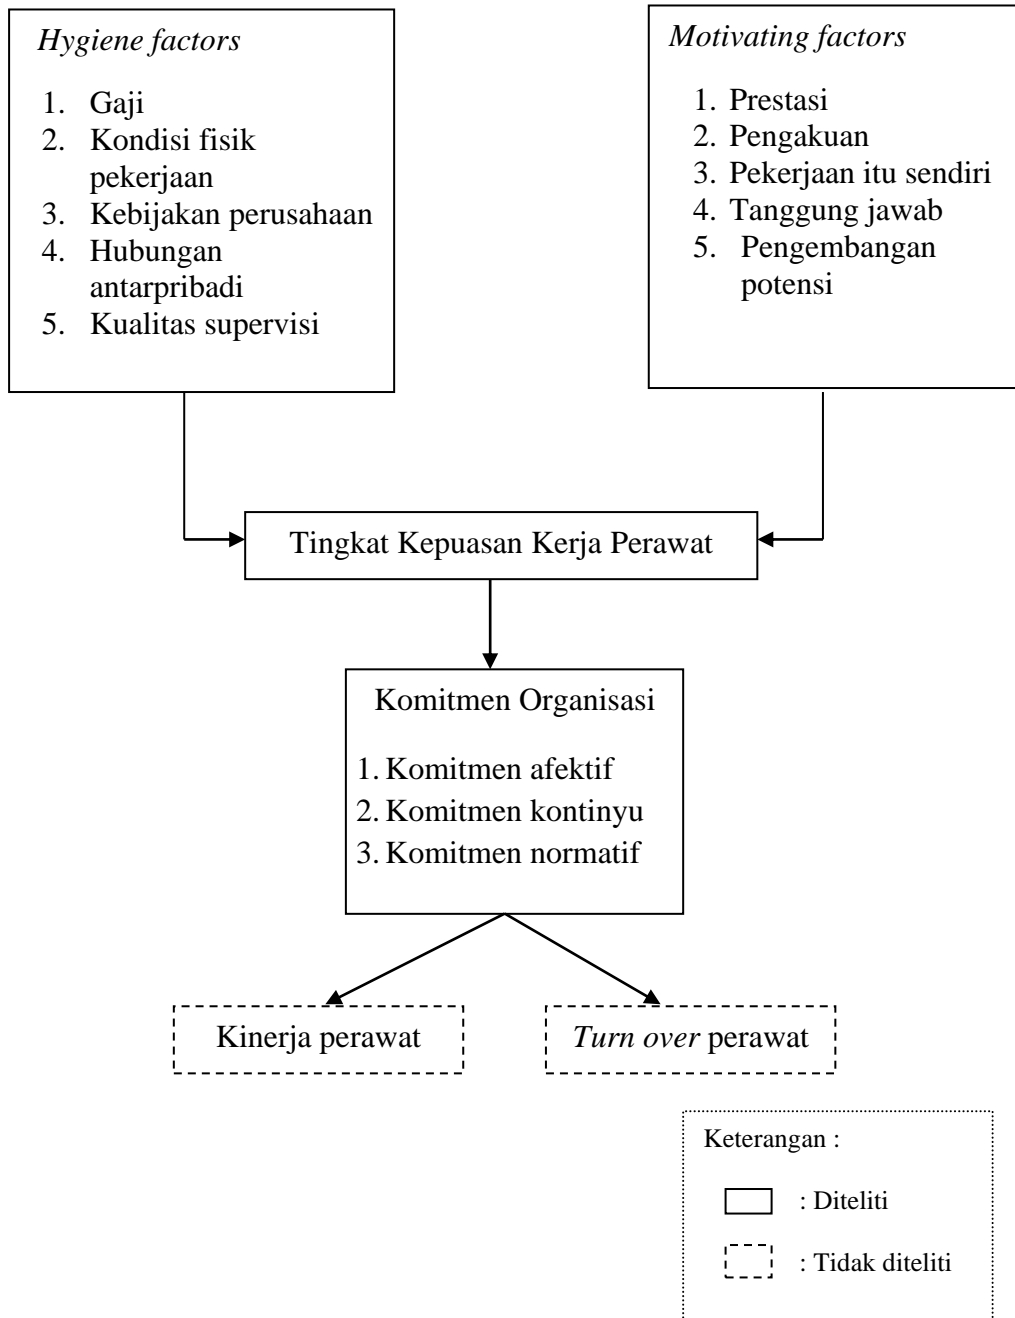 Hygiene factors
1. Gaji
2. Kondisi fisik
pekerjaan
3. Kebijakan perusahaan
4. Hubungan
antarpribadi
5. Kualitas supervisi
Motivating factors
1. Prestasi
2. Pengakuan
3. Pekerjaan itu sendiri
4. Tanggung jawab
5. Pengembangan
potensi
Tingkat Kepuasan Kerja Perawat
Komitmen Organisasi
1. Komitmen afektif
2. Komitmen kontinyu
3. Komitmen normatif
Kinerja perawat
Turn over perawat
Keterangan :
: Diteliti
: Tidak diteliti